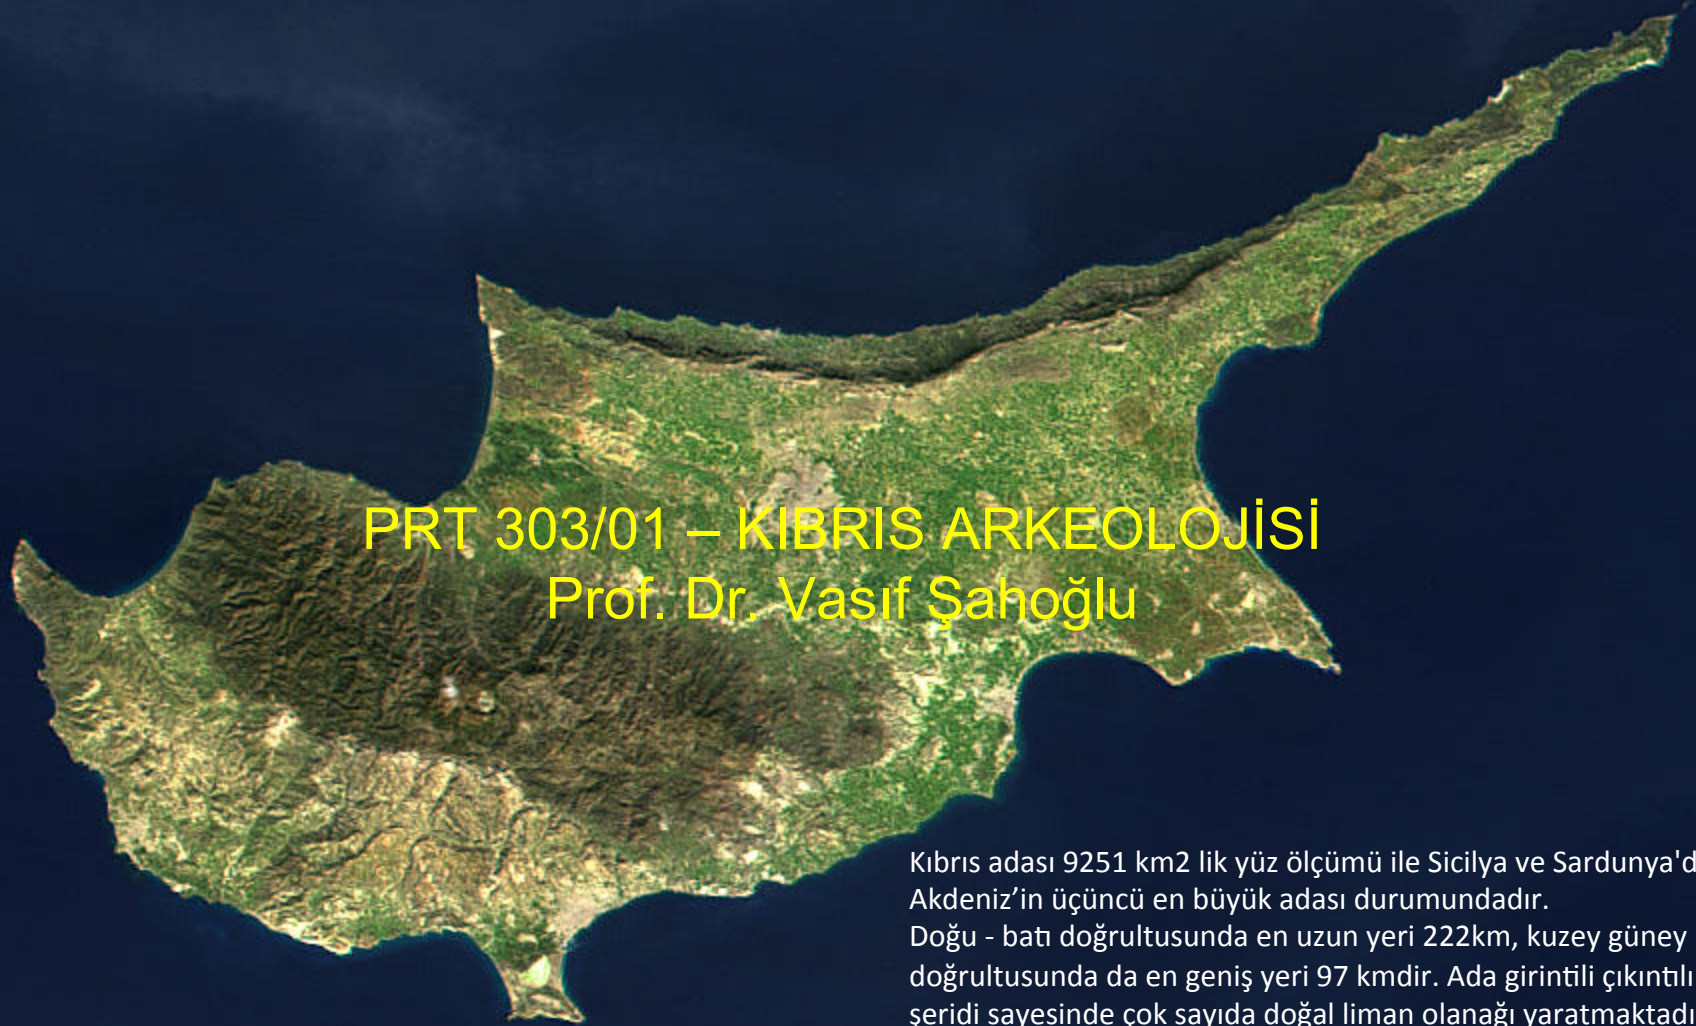 PRT 303/01 – KIBRIS ARKEOLOJİSİ
Prof. Dr. Vasıf Şahoğlu
Kıbrıs adası 9251 km2 lik yüz ölçümü ile Sicilya ve Sardunya'd
Akdeniz’in üçüncü en büyük adası durumundadır.
Doğu - batı doğrultusunda en uzun yeri 222km, kuzey güney
doğrultusunda da en geniş yeri 97 kmdir. Ada girintili çıkıntılı
şeridi sayesinde çok sayıda doğal liman olanağı yaratmaktadı